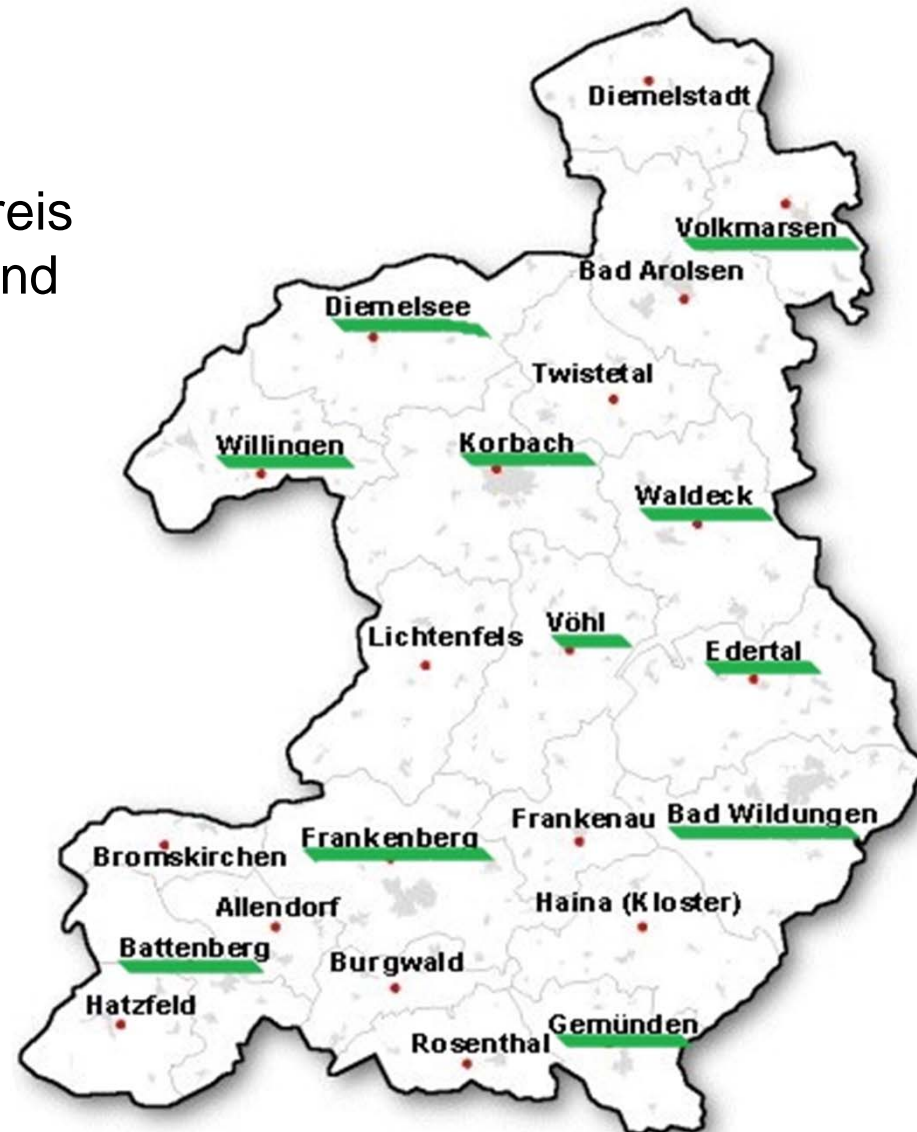 reis
nd
Diemelstadt
Volkmarsen
Bad Arolsen
Diemelsee
Twistetal
Willingen
Korbach
Waldeck
Vöhl
Lichtenfels
Edertal
Frankenau
Bad Wildungen
Frankenberg
Bromskirchen
Allendorf
Haina (Kloster)
Battenberg
Burgwald
Hatzfeld
Gemünden
Rosenthal